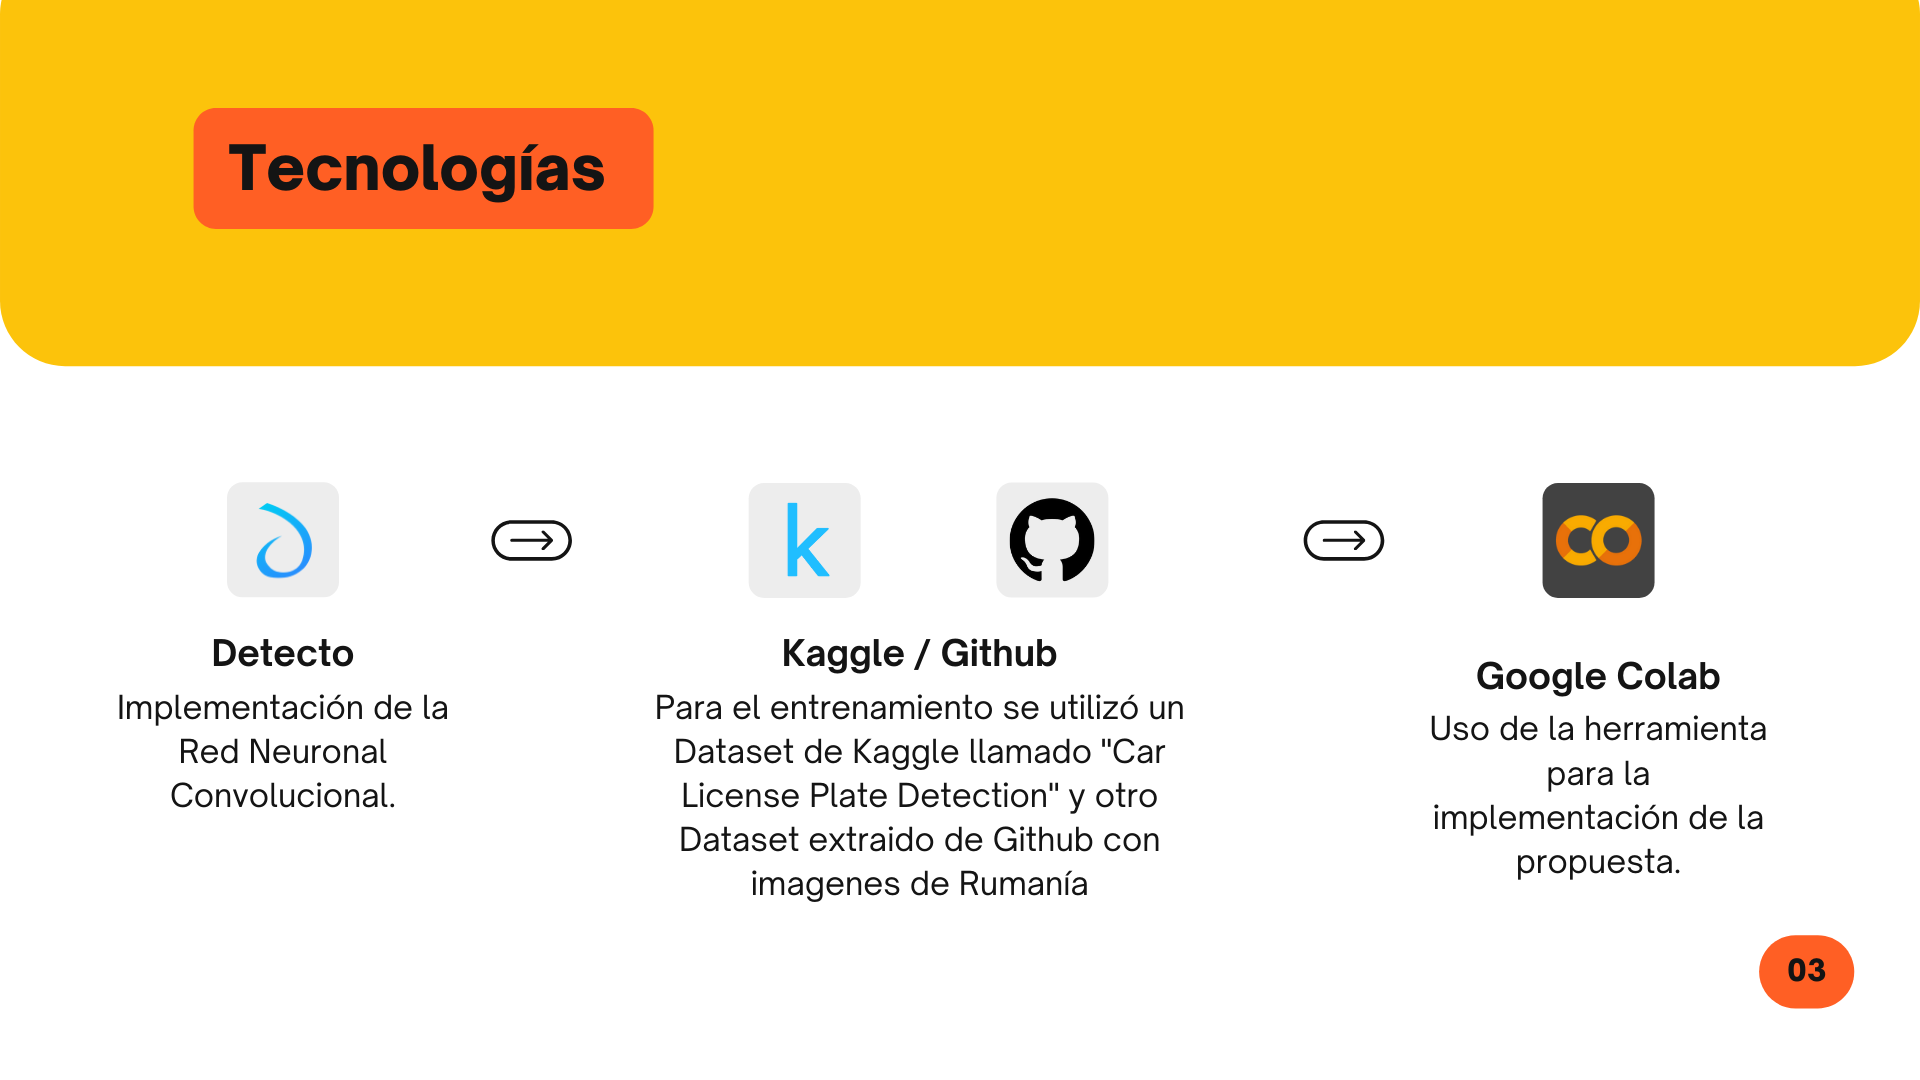 Tecnologías
Detecto
Implementación de la
Red Neuronal
Convolucional.
k
Kaggle / Github
Para el entrenamiento se utilizó un
Dataset de Kaggle llamado "Car
License Plate Detection" y otro
Dataset extraido de Github con
imagenes de Rumanía
Google Colab
Uso de la herramienta
para la
implementación de la
propuesta.
03